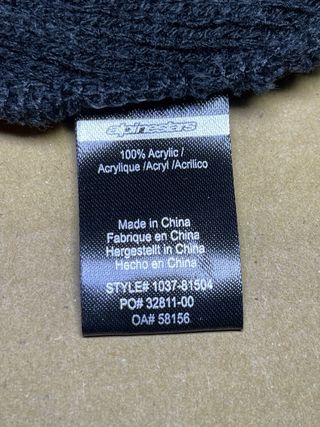 alpinestars
100% Acrylic /
Acrylique /Acryl /Acrilico
Made in China
Fabrique en China
Hergestellt in China
Hecho en China
STYLE# 1037-81504
PO# 32811-00
OA# 58156